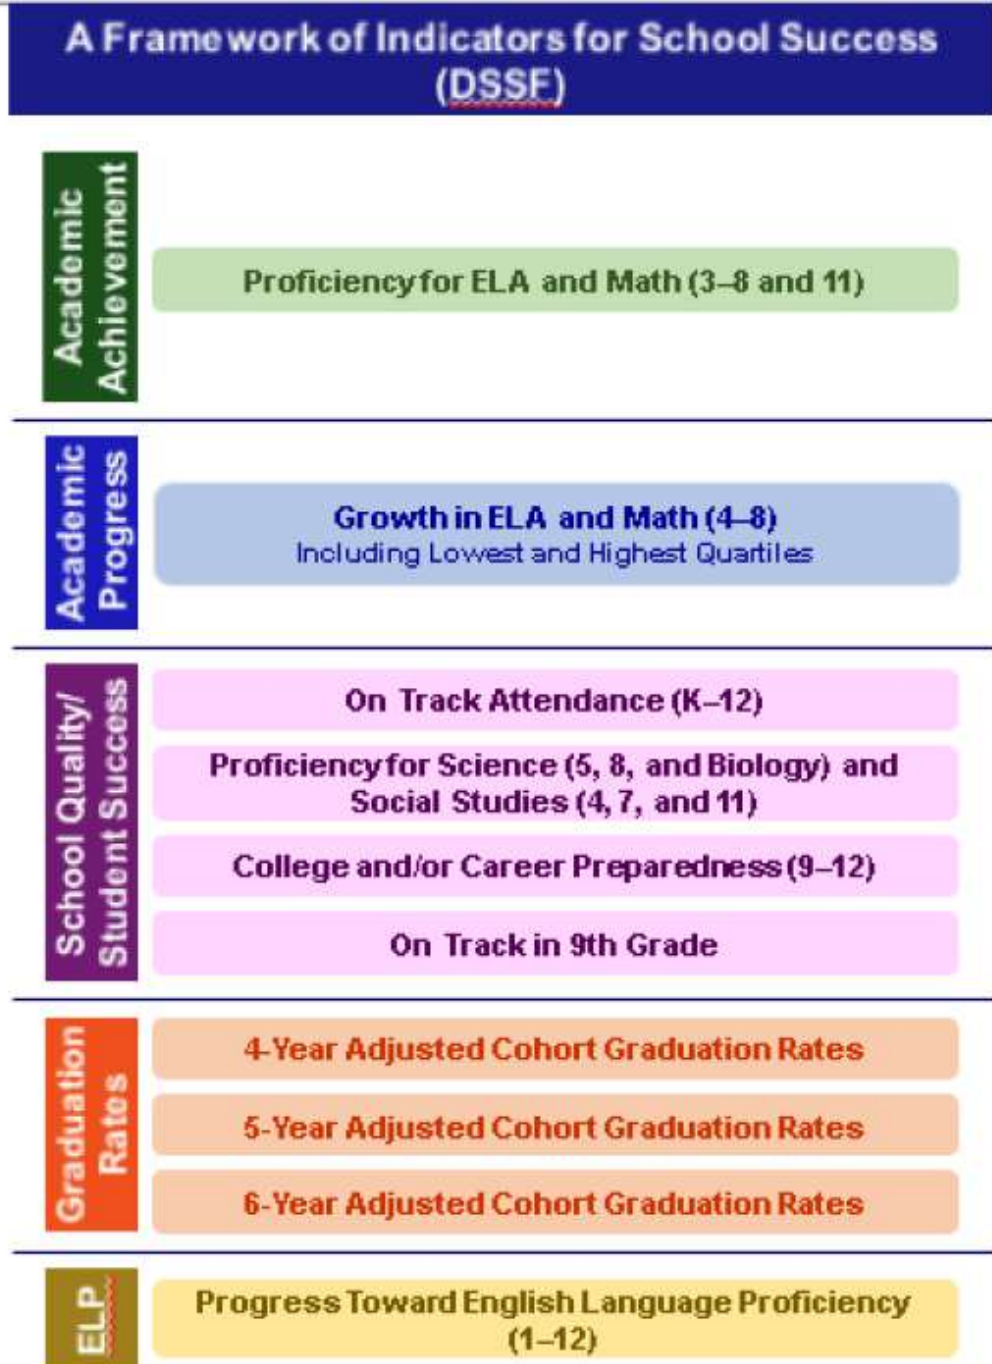 A Framework of Indicators for School Success
(DSSF)
Academic
Achievement
Proficiency for ELA and Math (3–8 and 11)
Academic
Progress
Growth in ELA and Math (4–8)
Including Lowest and Highest Quartiles
School Quality/
Student Success
On Track Attendance (K–12)
Proficiency for Science (5, 8, and Biology) and
Social Studies (4, 7, and 11)
College and/or Career Preparedness (9–12)
On Track in 9th Grade
Graduation
Rates
4-Year Adjusted Cohort Graduation Rates
5-Year Adjusted Cohort Graduation Rates
6-Year Adjusted Cohort Graduation Rates
ELP
Progress Toward English Language Proficiency
(1–12)